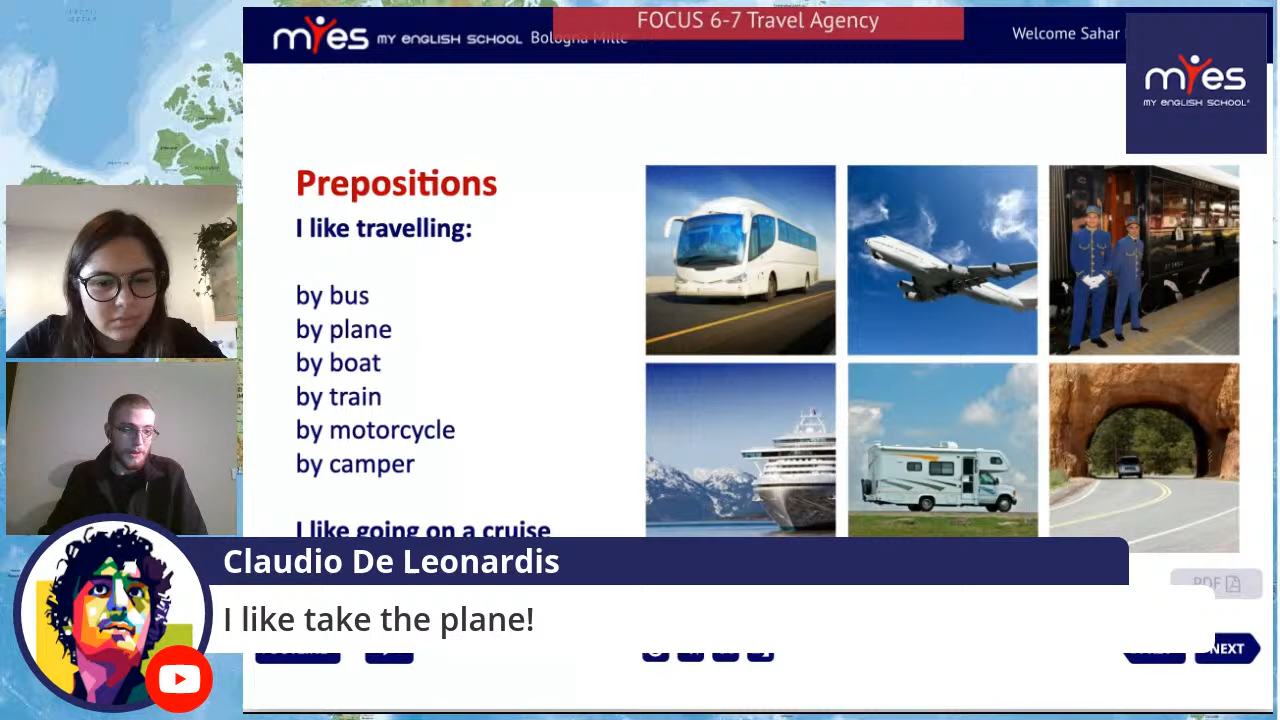 FOCUS 6-7 Travel Agency
myes MY ENGLISH SCHOOL Bologna Mille
Welcome Sahar
myes
MY ENGLISH SCHOOL
Prepositions
I like travelling:
by bus
by plane
by boat
by train
by motorcycle
by camper
I like going on a cruise
Claudio De Leonardis
I like take the plane!
PDF
NEXT